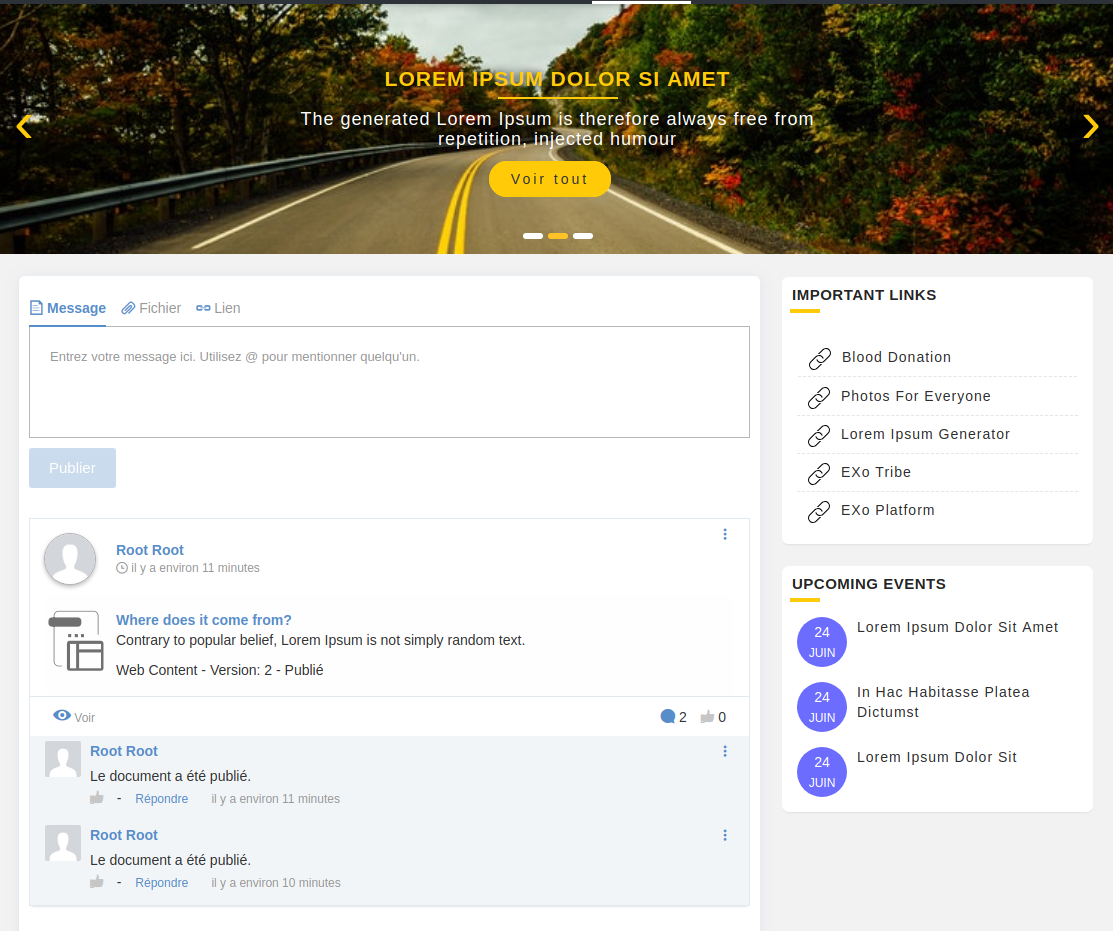 LOREM IPSUM DOLOR SI AMET
The generated Lorem Ipsum is therefore always free from
repetition, injected humour
Voir tout
Message Fichier Lien
Entrez votre message ici. Utilisez @ pour mentionner quelqu'un.
Publier
Root Root
il y a environ 11 minutes
Where does it come from?
Contrary to popular belief, Lorem Ipsum is not simply random text.
Web Content - Version: 2 - Publié
Voir 2 0
Root Root
Le document a été publié.
- Répondre il y a environ 11 minutes
Root Root
Le document a été publié.
- Répondre il y a environ 10 minutes
IMPORTANT LINKS
Blood Donation
Photos For Everyone
Lorem Ipsum Generator
EXo Tribe
EXo Platform
UPCOMING EVENTS
24
JUIN
Lorem Ipsum Dolor Sit Amet
24
JUIN
In Hac Habitasse Platea
Dictumst
24
JUIN
Lorem Ipsum Dolor Sit